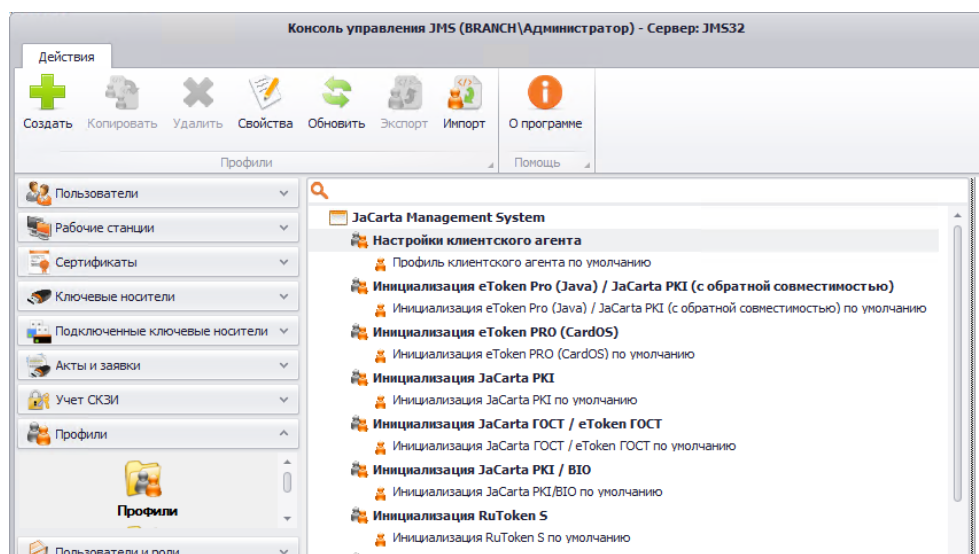 Консоль управления JMS (BRANCH\Администратор) - Сервер: JMS32
Действия
Создать Копировать Удалить Свойства Обновить Экспорт Импорт О программе
Профили Помощь
Пользователи
Рабочие станции
Сертификаты
Ключевые носители
Подключенные ключевые носители
Акты и заявки
Учет СКЗИ
Профили
Профили
Пользователи и роли
JaCarta Management System
Настройки клиентского агента
Профиль клиентского агента по умолчанию
Инициализация eToken Pro (Java) / JaCarta PKI (с обратной совместимостью)
Инициализация eToken Pro (Java) / JaCarta PKI (с обратной совместимостью) по умолчанию
Инициализация eToken PRO (CardOS)
Инициализация eToken PRO (CardOS) по умолчанию
Инициализация JaCarta PKI
Инициализация JaCarta PKI по умолчанию
Инициализация JaCarta ГОСТ / eToken ГОСТ
Инициализация JaCarta ГОСТ / eToken ГОСТ по умолчанию
Инициализация JaCarta PKI / BIO
Инициализация JaCarta PKI/BIO по умолчанию
Инициализация RuToken S
Инициализация RuToken S по умолчанию